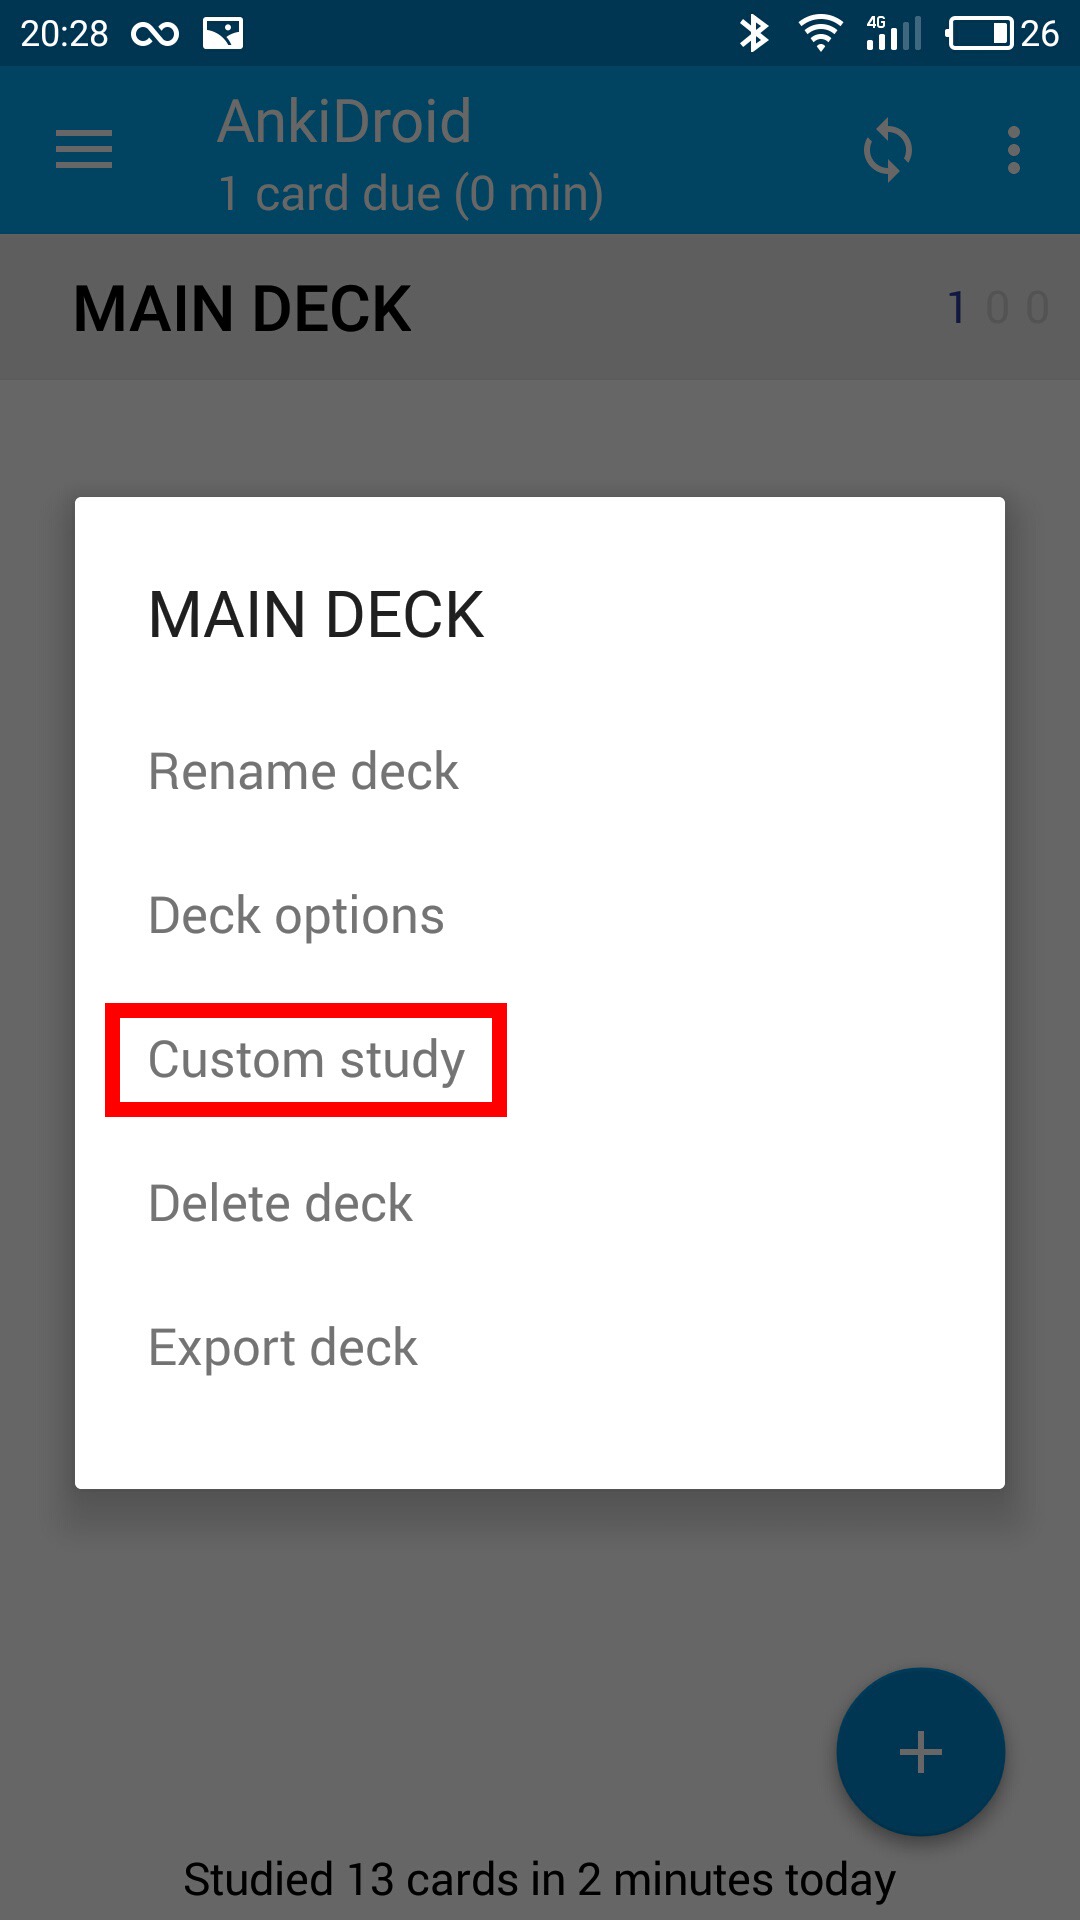 20:28 4G 26
AnkiDroid
1 card due (0 min)
MAIN DECK 1 0 0
MAIN DECK
Rename deck
Deck options
Custom study
Delete deck
Export deck
Studied 13 cards in 2 minutes today